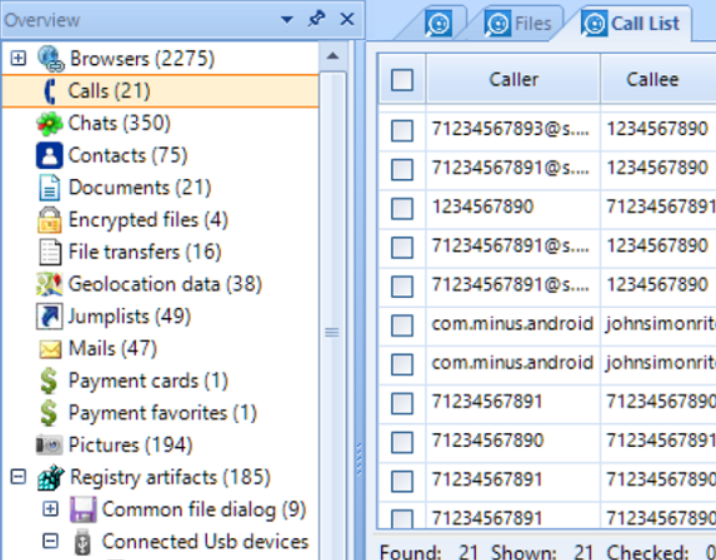 Overview
Browsers (2275)
Calls (21)
Chats (350)
Contacts (75)
Documents (21)
Encrypted files (4)
File transfers (16)
Geolocation data (38)
Jumplists (49)
Mails (47)
Payment cards (1)
Payment favorites (1)
Pictures (194)
Registry artifacts (185)
Common file dialog (9)
Connected Usb devices
Files Call List
Caller Callee
71234567893@s.... 1234567890
71234567891@s.... 1234567890
1234567890 71234567891
71234567891@s.... 1234567890
71234567891@s.... 1234567890
com.minus.android johnsimonrit
com.minus.android johnsimonrit
71234567891 71234567890
71234567890 71234567891
71234567891 71234567890
71234567891 71234567890
Found: 21 Shown: 21 Checked: 0